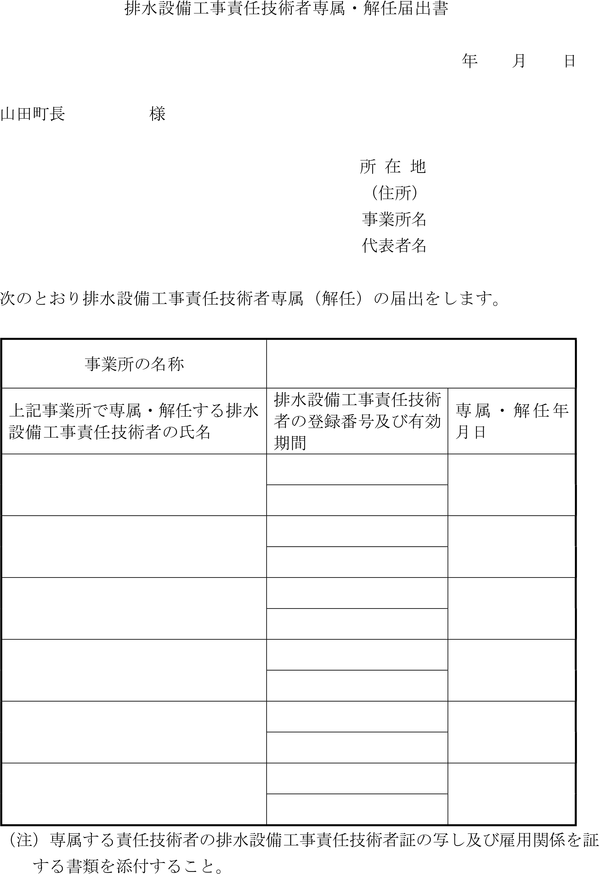 排水設備工事責任技術者専属・解任届出書
年　　月　　日
山田町長　　　　　様
所 在 地
（住所）
事業所名
代表者名
次のとおり排水設備工事責任技術者専属（解任）の届出をします。
事業所の名称
上記事業所で専属・解任する排水
設備工事責任技術者の氏名
排水設備工事責任技術
者の登録番号及び有効
期間
専属・解任年
月日
（注）専属する責任技術者の排水設備工事責任技術者証の写し及び雇用関係を証
する書類を添付すること。